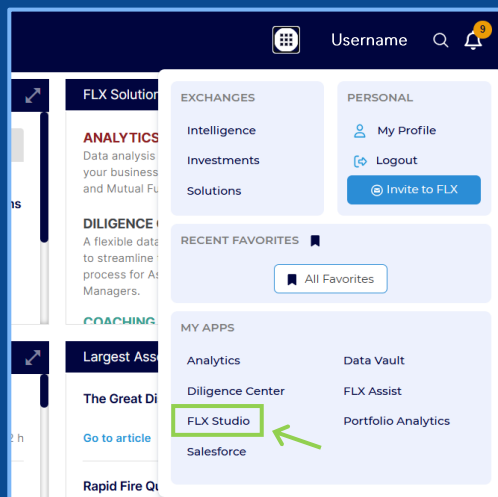 Username
9
FLX Solution
ANALYTICS
Data analysis
your business
and Mutual Fu
DILIGENCE
A flexible data
to streamline
process for As
Managers.
COACHING
EXCHANGES
Intelligence
Investments
Solutions
PERSONAL
My Profile
Logout
Invite to FLX
RECENT FAVORITES
All Favorites
MY APPS
Analytics
Data Vault
Diligence Center
FLX Assist
FLX Studio
Portfolio Analytics
Salesforce
Largest Asse
The Great Di
2 h
Go to article
Rapid Fire Qu